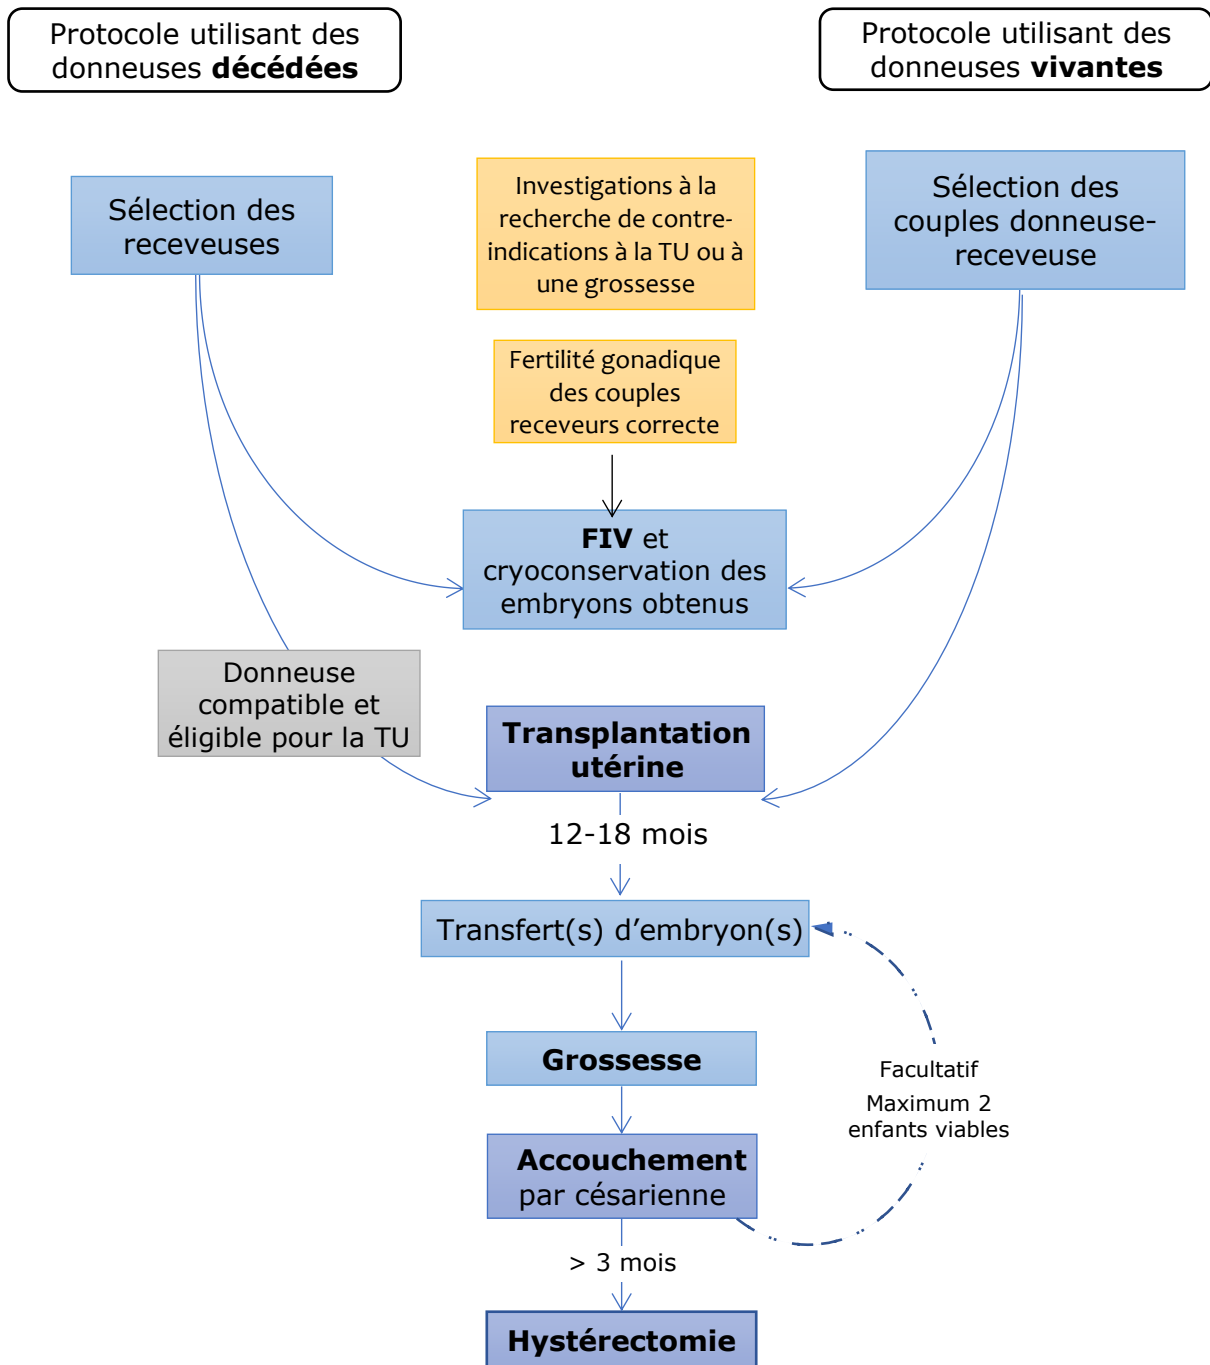 Protocole utilisant des
donneuses décédées
Protocole utilisant des
donneuses vivantes
Sélection des
receveuses
Investigations à la
recherche de contre-
indications à la TU ou à
une grossesse
Sélection des
couples donneuse-
receveuse
Fertilité gonadique
des couples
receveurs correcte
FIV et
cryoconservation des
embryons obtenus
Donneuse
compatible et
éligible pour la TU
Transplantation
utérine
12-18 mois
Transfert(s) d’embryon(s)
Grossesse
Facultatif
Maximum 2
enfants viables
Accouchement
par césarienne
> 3 mois
Hystérectomie